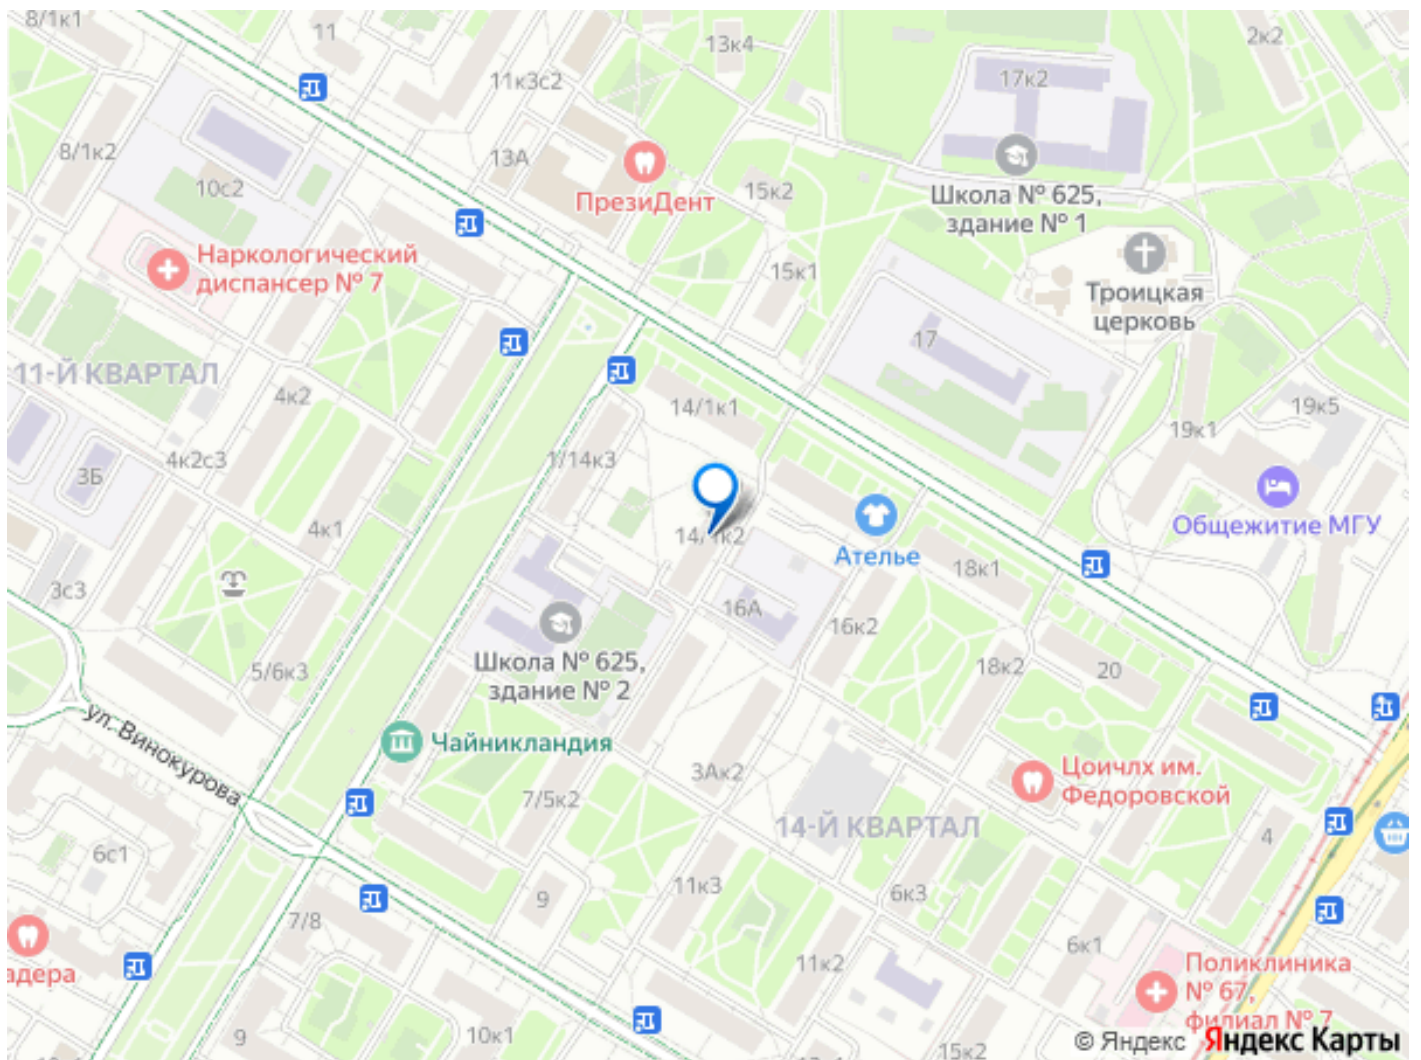 8/1к1
11
13к4
2к2
11к3с2
17к2
8/1к2
13А
10с2
ПрезиДент
15к2
Школа № 625,
здание № 1
Наркологический
диспансер № 7
15к1
Троицкая
церковь
17
11-Й КВАРТАЛ
4к2
14/1к1
19к5
19к1
1/14к3
4к2с3
3Б
4к1
14/1к2
Ателье
Общежитие МГУ
18к1
3с3
16А
16к2
5/6к3
Школа № 625,
здание № 2
18к2
20
ул. Винокурова
Чайникландия
3Ак2
Цоичлх им.
Федоровской
7/5к2
14-Й КВАРТАЛ
4
6с1
11к3
9
6к3
7/8
6к1
адера
11к2
Поликлиника
№ 67,
филиал № 7
9
10к1
15к2
© Яндекс Яндекс Карты